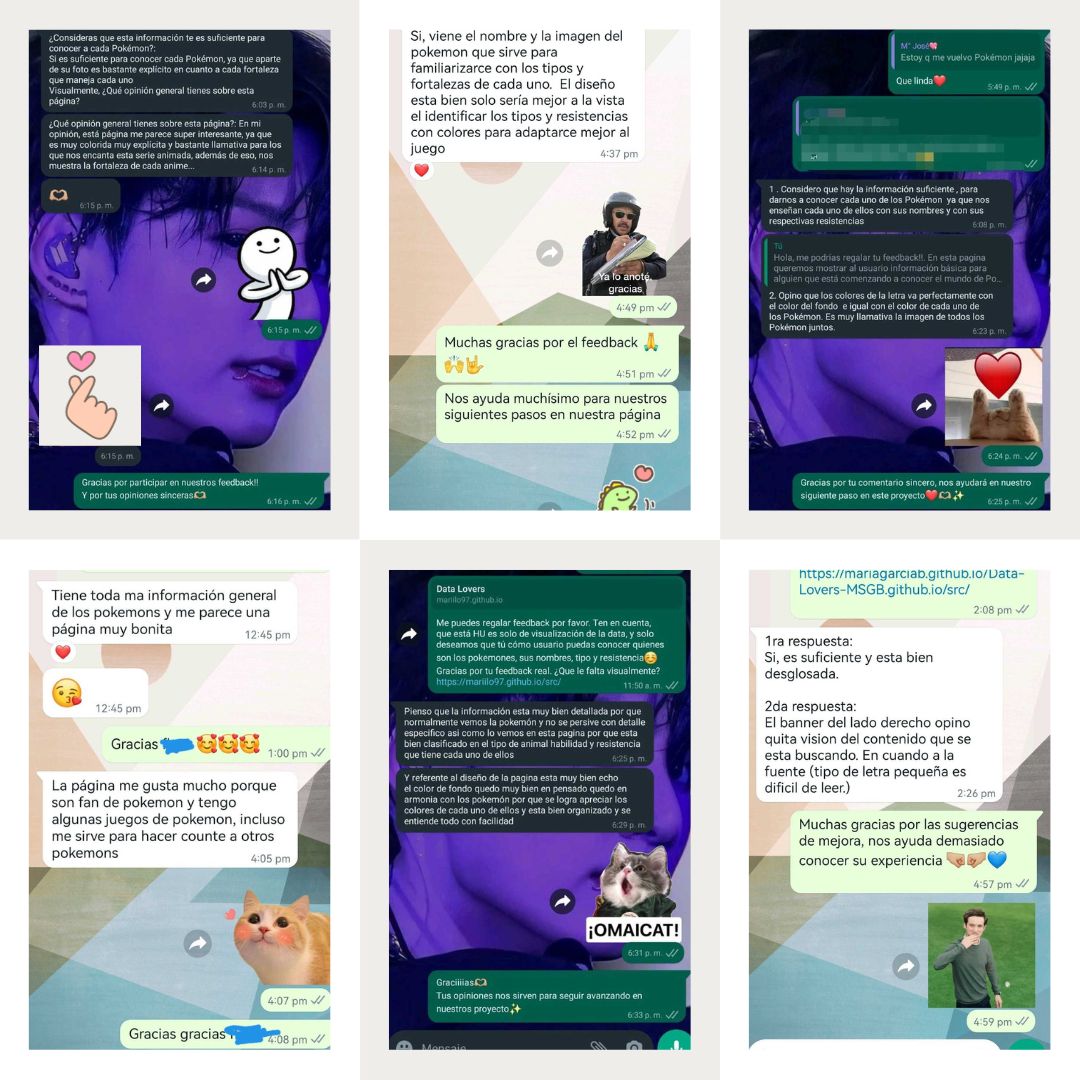 ¿Consideras que esta información te es suficiente para
conocer a cada Pokémon?:
Si es suficiente para conocer cada Pokémon, ya que aparte
de su foto es bastante explícito en cuanto a cada fortaleza
que maneja cada uno
Visualmente, ¿Qué opinión general tienes sobre esta
página?
6:03 p. m.
¿Qué opinión general tienes sobre esta página?: En mi
opinión, está página me parece super interesante, ya que
es muy colorida muy explícita y bastante llamativa para los
que nos encanta esta serie animada, además de eso, nos
muestra la fortaleza de cada anime...
6:14 p. m.
6:15 p. m.
6:15 p. m.
6:15 p. m.
Gracias por participar en nuestros feedback!!
Y por tus opiniones sinceras🫶🏼
6:16 p. m.
Si, viene el nombre y la imagen del
pokemon que sirve para
familiarizarce con los tipos y
fortalezas de cada uno. El diseño
esta bien solo sería mejor a la vista
el identificar los tipos y resistencias
con colores para adaptarce mejor al
juego
4:37 pm
Ya lo anoté,
gracias
4:49 pm
Muchas gracias por el feedback 🙏
🙌🤟
4:51 pm
Nos ayuda muchísimo para nuestros
siguientes pasos en nuestra página
4:52 pm
Mª José💘
Estoy q me vuelvo Pokémon jajaja
Que linda❤️
5:49 p. m.
1 . Considero que hay la información suficiente , para
darnos a conocer cada uno de los Pokémon ya que nos
enseñan cada uno de ellos con sus nombres y con sus
respectivas resistencias
6:08 p. m.
Tú
Hola, me podrias regalar tu feedback!!. En esta pagina
queremos mostrar al usuario información básica para
alguien que está comenzando a conocer el mundo de Po...
2. Opino que los colores de la letra va perfectamente con
el color del fondo e igual con el color de cada uno de
los Pokémon. Es muy llamativa la imagen de todos los
Pokémon juntos.
6:23 p. m.
6:24 p. m.
Gracias por tu comentario sincero, nos ayudará en nuestro
siguiente paso en este proyecto❤️🫶🏼✨
6:25 p. m.
Tiene toda ma información general
de los pokemons y me parece una
página muy bonita
12:45 pm
😘
12:45 pm
Gracias 🥰🥰🥰
1:00 pm
La página me gusta mucho porque
son fan de pokemon y tengo
algunas juegos de pokemon, incluso
me sirve para hacer counte a otros
pokemons
4:05 pm
4:07 pm
Gracias gracias
4:08 pm
Data Lovers
mariilo97.github.io
Me puedes regalar feedback por favor. Ten en cuenta,
que está HU es solo de visualización de la data, y solo
deseamos que tú cómo usuario puedas conocer quienes
son los pokemones, sus nombres, tipo y resistencia☺️
Gracias por tu feedback real. ¿Que le falta visualmente?
https://mariilo97.github.io/src/
11:50 a. m.
Pienso que la información esta muy bien detallada por que
normalmente vemos la pokemón y no se persive con detalle
especifico asi como lo vemos en esta pagina por que esta
bien clasificado en el tipo de animal habilidad y resistencia
que tiene cada uno de ellos
6:25 p. m.
Y referente al diseño de la pagina esta muy bien echo
el color de fondo quedo muy bien en pensado quedo en
armonia con los pokemón por que se logra apreciar los
colores de cada uno de ellos y esta bien organizado y se
entiende todo con facilidad
6:29 p. m.
¡OMAICAT!
6:31 p. m.
Graciiiias🫶🏼
Tus opiniones nos sirven para seguir avanzando en
nuestros proyecto✨
6:33 p. m.
Mensaje
https://mariagarciab.github.io/Data-
Lovers-MSGB.github.io/src/
2:08 pm
1ra respuesta:
Si, es suficiente y esta bien
desglosada.
2da respuesta:
El banner del lado derecho opino
quita vision del contenido que se
esta buscando. En cuando a la
fuente (tipo de letra pequeña es
dificil de leer.)
2:26 pm
Muchas gracias por las sugerencias
de mejora, nos ayuda demasiado
conocer su experiencia 🤜🏼🤛🏼💙
4:57 pm
4:59 pm